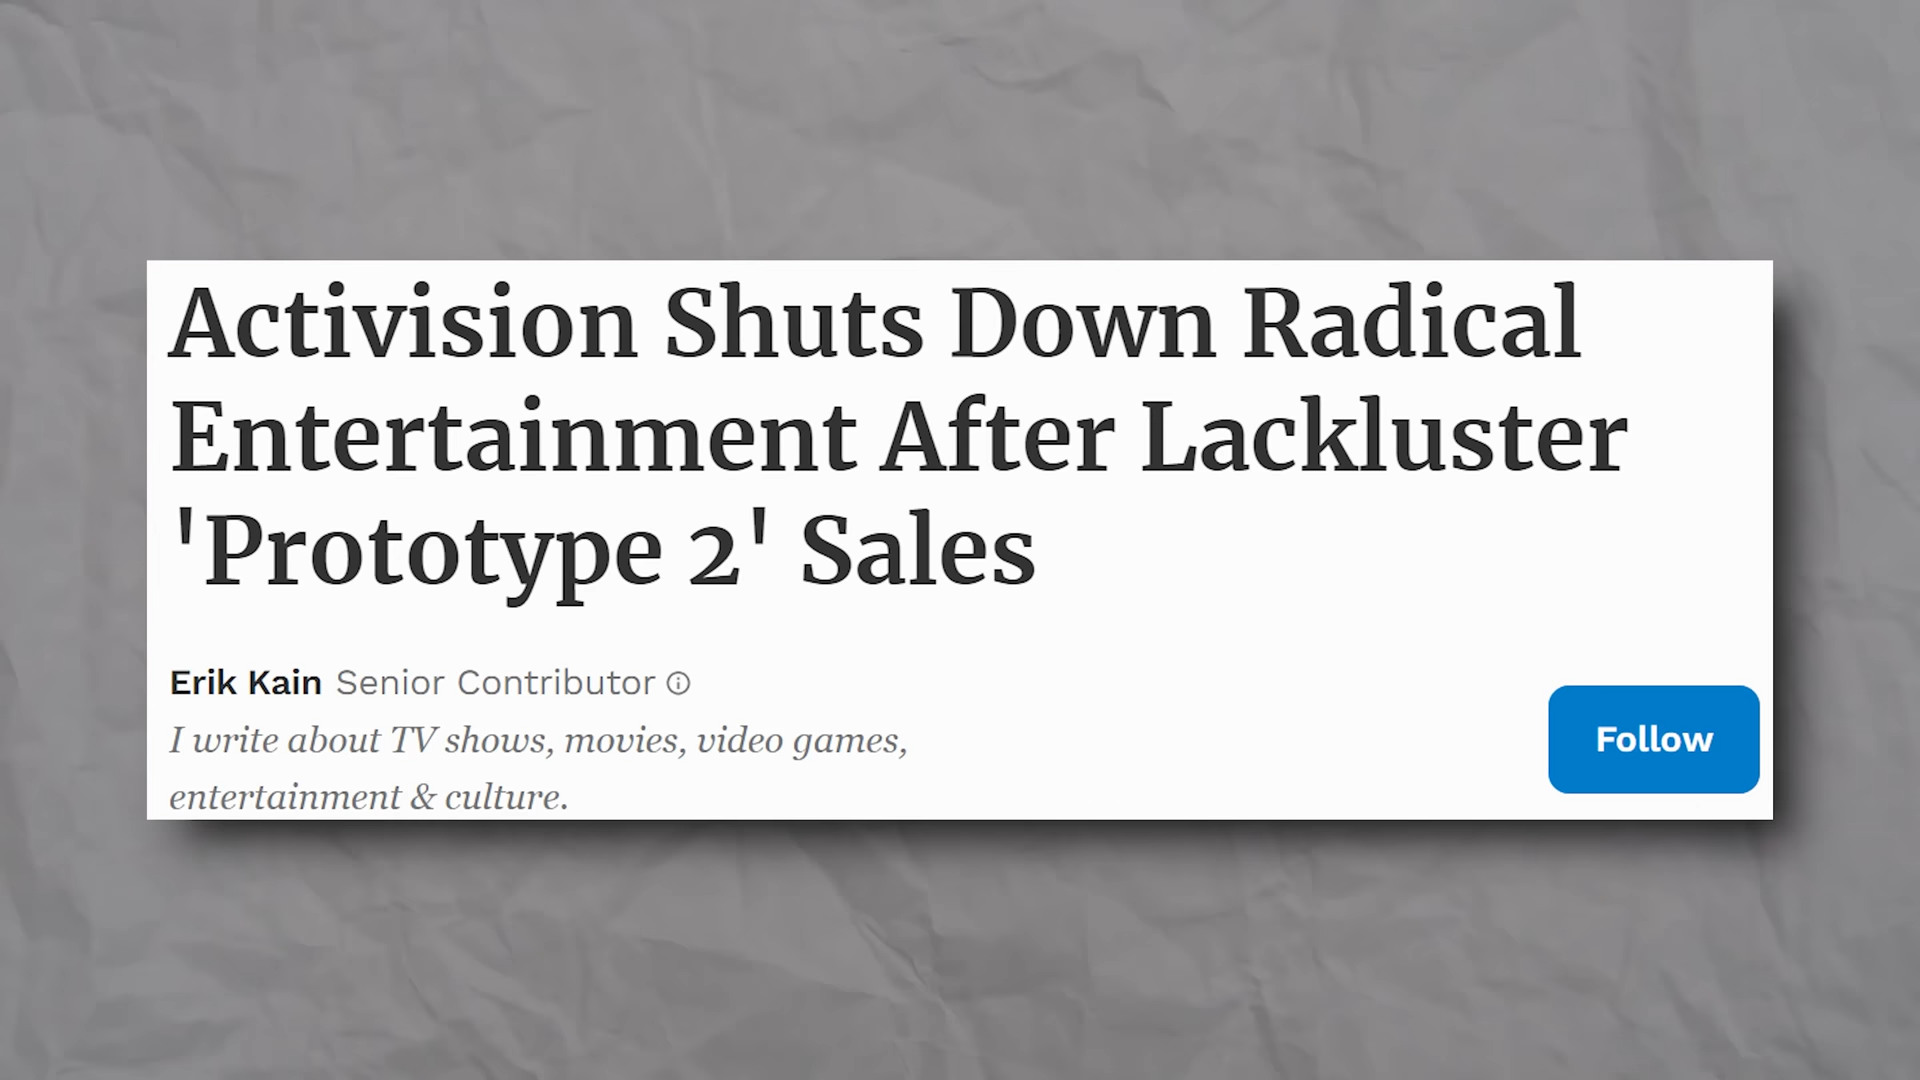 Activision Shuts Down Radical
Entertainment After Lackluster
'Prototype 2' Sales
Erik Kain Senior Contributor
I write about TV shows, movies, video games,
entertainment & culture.
Follow